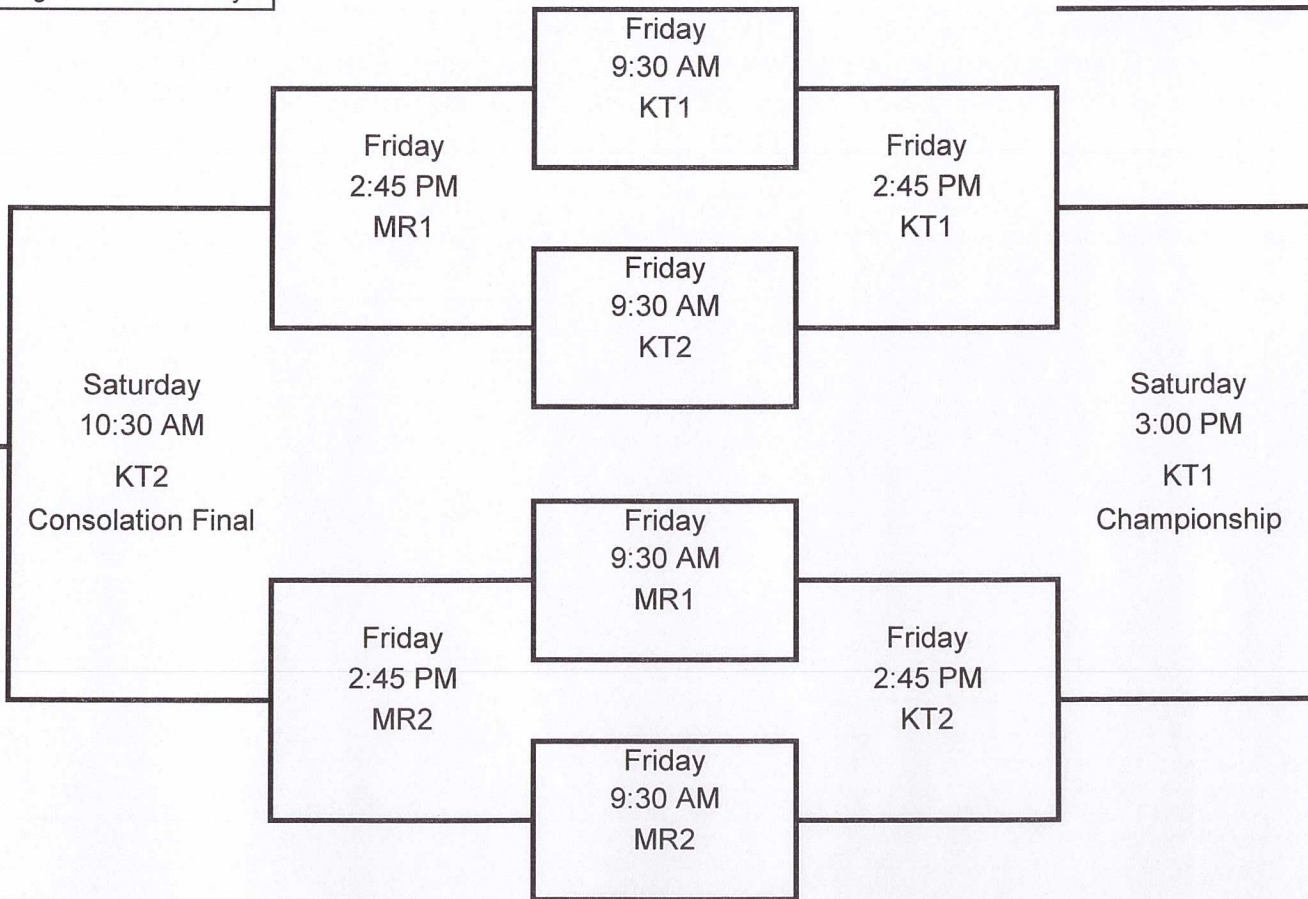 Friday
9:30 AM
KT1
Friday
2:45 PM
MR1
Friday
2:45 PM
KT1
Friday
9:30 AM
KT2
Saturday
10:30 AM
KT2
Consolation Final
Saturday
3:00 PM
KT1
Championship
Friday
9:30 AM
MR1
Friday
2:45 PM
MR2
Friday
2:45 PM
KT2
Friday
9:30 AM
MR2